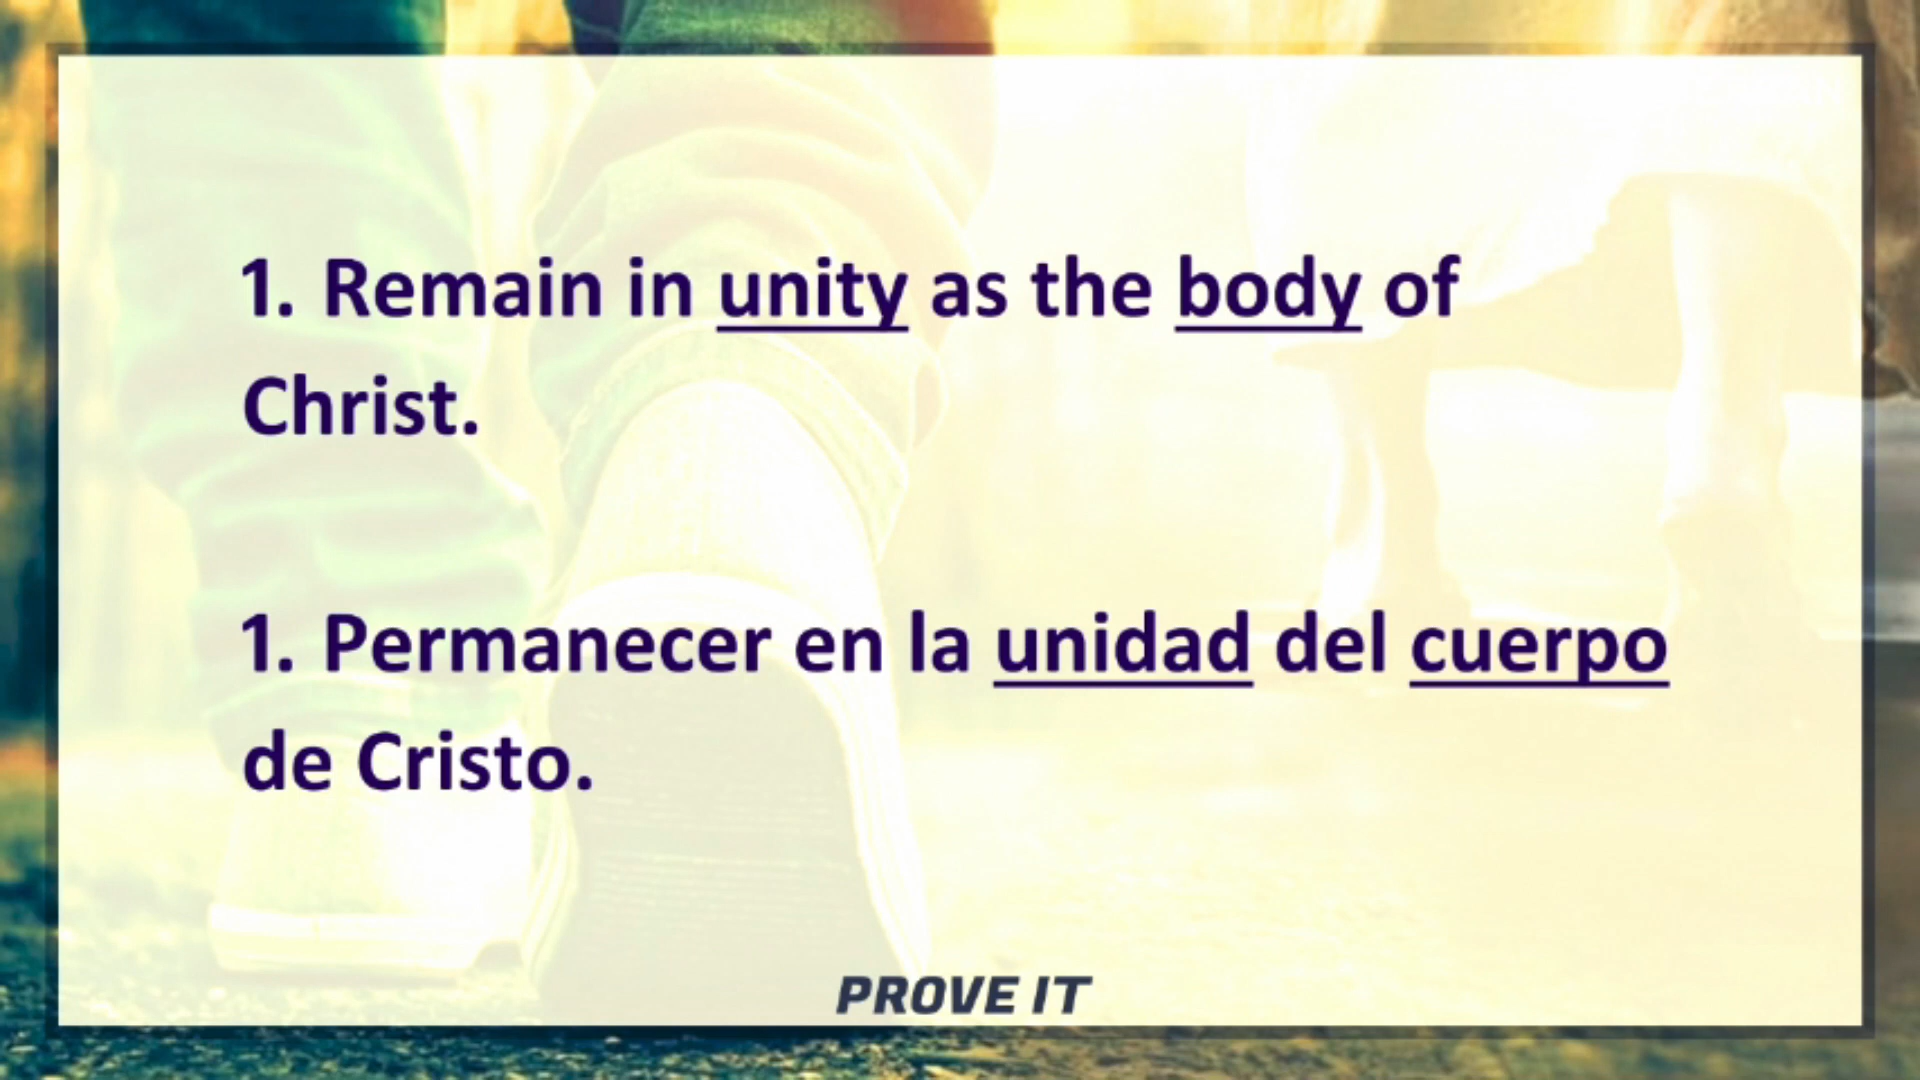 1. Remain in unity as the body of
Christ.
1. Permanecer en la unidad del cuerpo
de Cristo.
PROVE IT